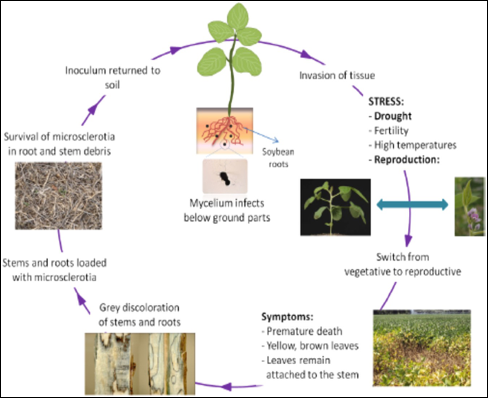 Inoculum returned to
soil
Invasion of tissue
STRESS:
- Drought
- Fertility
- High temperatures
- Reproduction:
Survival of microsclerotia
in root and stem debris
Soybean
roots
Mycelium infects
below ground parts
Switch from
vegetative to reproductive
Stems and roots loaded
with microsclerotia
Grey discoloration
of stems and roots
Symptoms:
- Premature death
- Yellow, brown leaves
- Leaves remain
attached to the stem